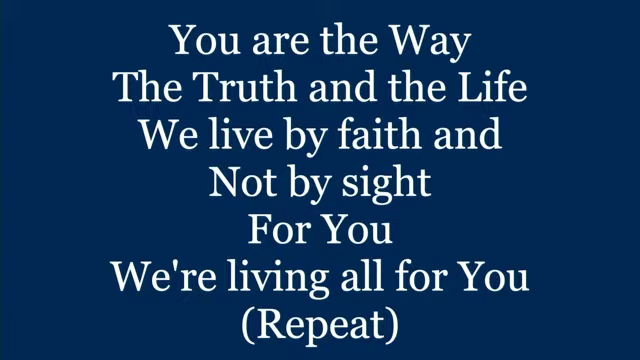 You are the Way
The Truth and the Life
We live by faith and
Not by sight
For You
We're living all for You
(Repeat)